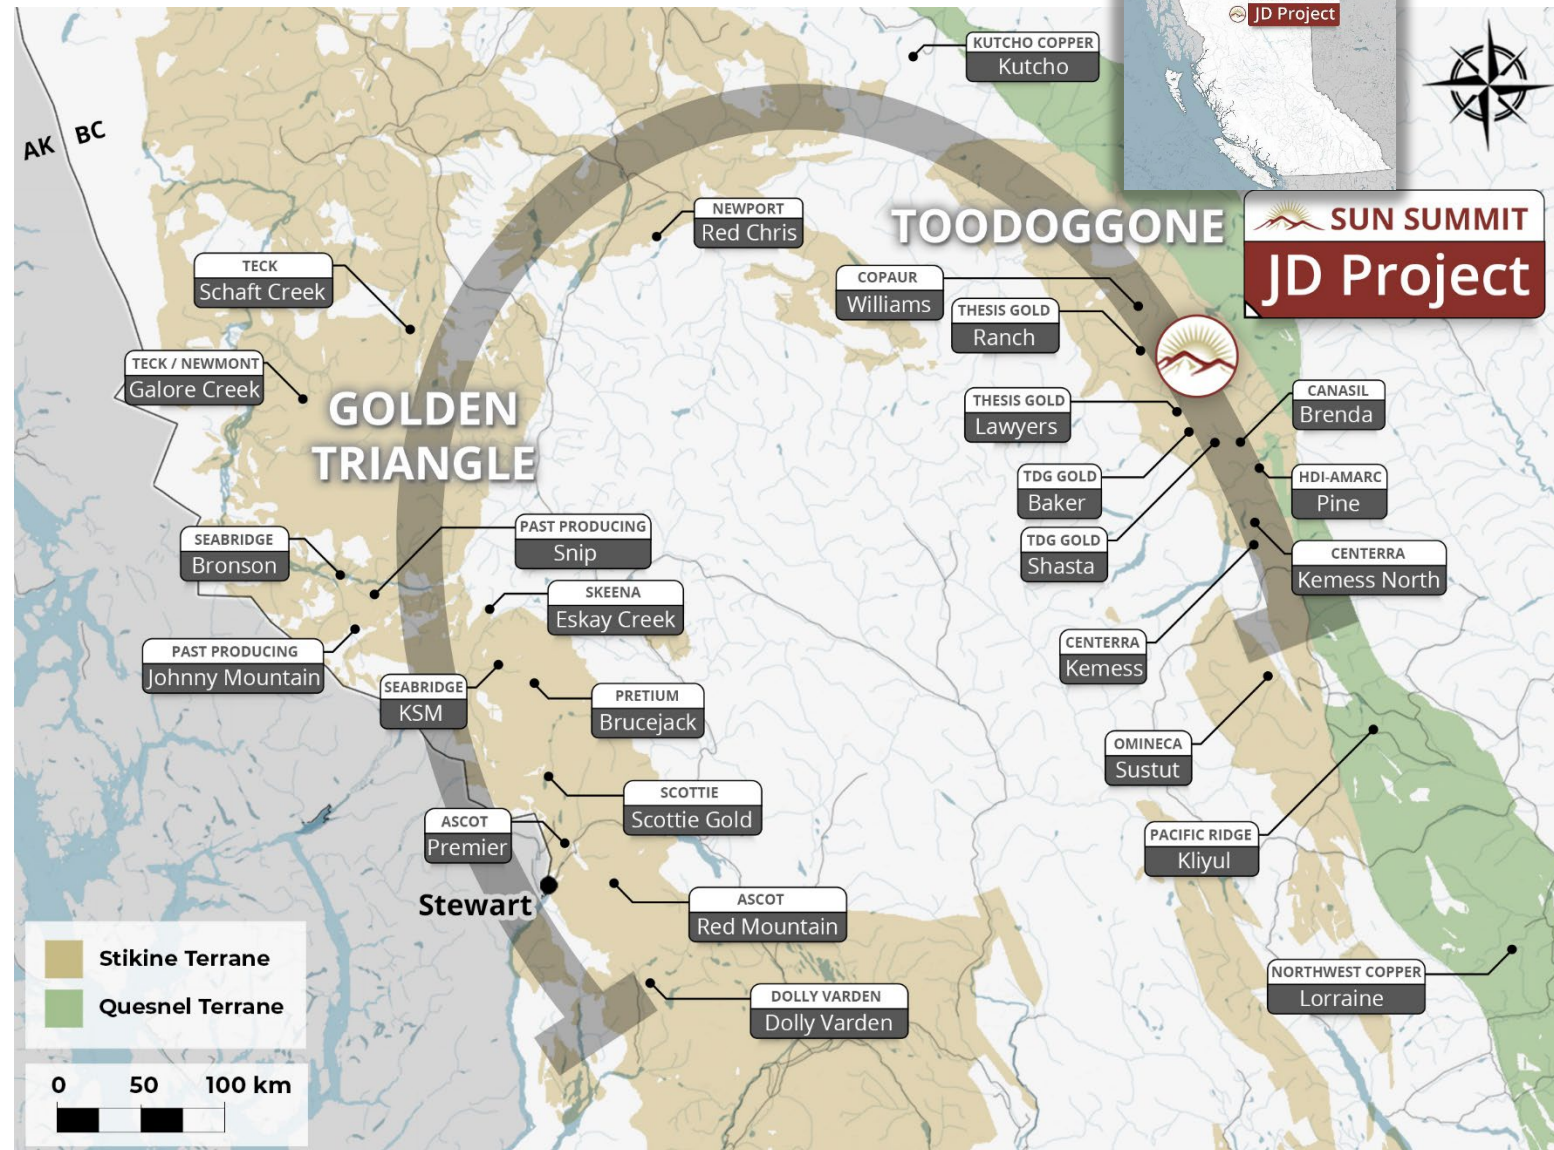 JD Project
KUTCHO COPPER
Kutcho
AK BC
NEWPORT
Red Chris
TOODOGGONE
SUN SUMMIT
JD Project
TECK
Schaft Creek
COPAUR
Williams
THESIS GOLD
Ranch
TECK / NEWMONT
Galore Creek
GOLDEN
TRIANGLE
THESIS GOLD
Lawyers
CANASIL
Brenda
TDG GOLD
Baker
HDI-AMARC
Pine
SEABRIDGE
Bronson
PAST PRODUCING
Snip
TDG GOLD
Shasta
CENTERRA
Kemess North
SKEENA
Eskay Creek
PAST PRODUCING
Johnny Mountain
CENTERRA
Kemess
SEABRIDGE
KSM
PRETIUM
Brucejack
OMINECA
Sustut
SCOTTIE
Scottie Gold
ASCOT
Premier
PACIFIC RIDGE
Kliyul
Stewart
ASCOT
Red Mountain
Stikine Terrane
Quesnel Terrane
NORTHWEST COPPER
Lorraine
DOLLY VARDEN
Dolly Varden
0 50 100 km